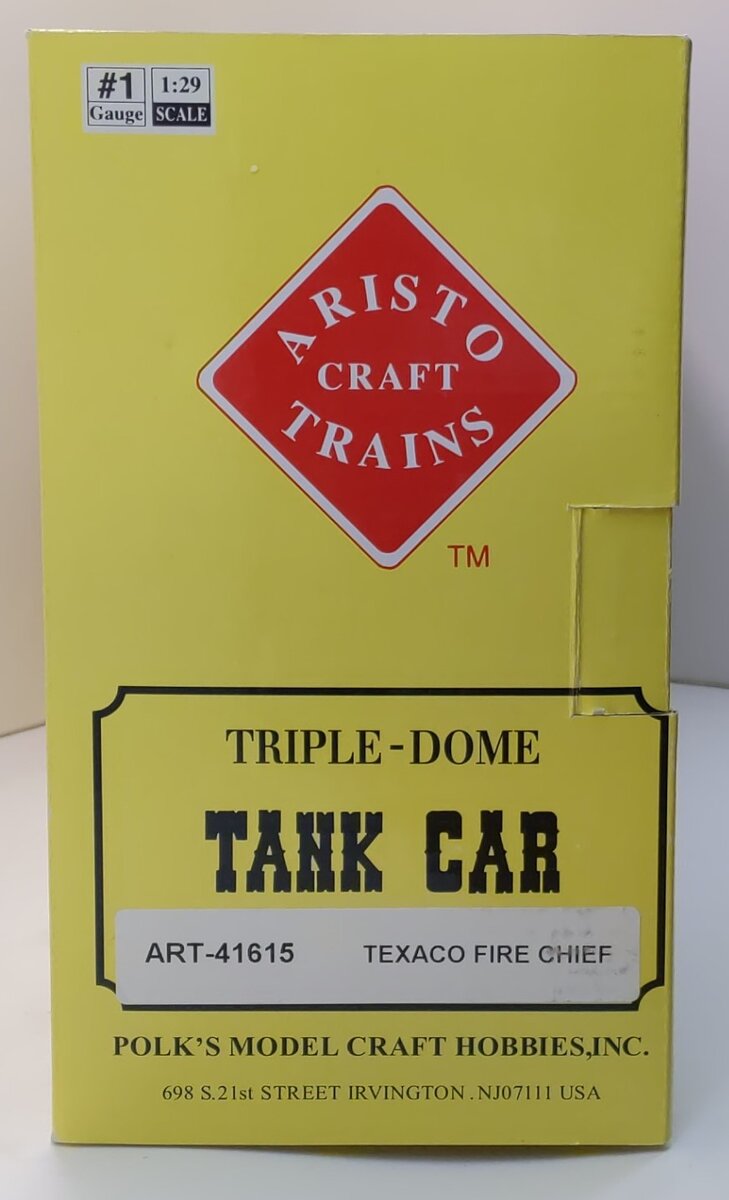 #1 1:29
Gauge SCALE
ARISTO
CRAFT
TRAINS
TM
TRIPLE-DOME
TANK CAR
ART-41615 TEXACO FIRE CHIEF
POLK'S MODEL CRAFT HOBBIES,INC.
698 S.21st STREET IRVINGTON.NJ07111 USA